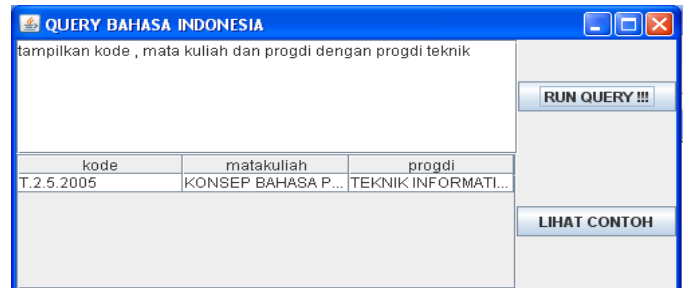 QUERY BAHASA INDONESIA
tampilkan kode , mata kuliah dan progdi dengan progdi teknik
RUN QUERY !!!
kode matakuliah progdi
T.2.5.2005 KONSEP BAHASA P... TEKNIK INFORMATI...
LIHAT CONTOH